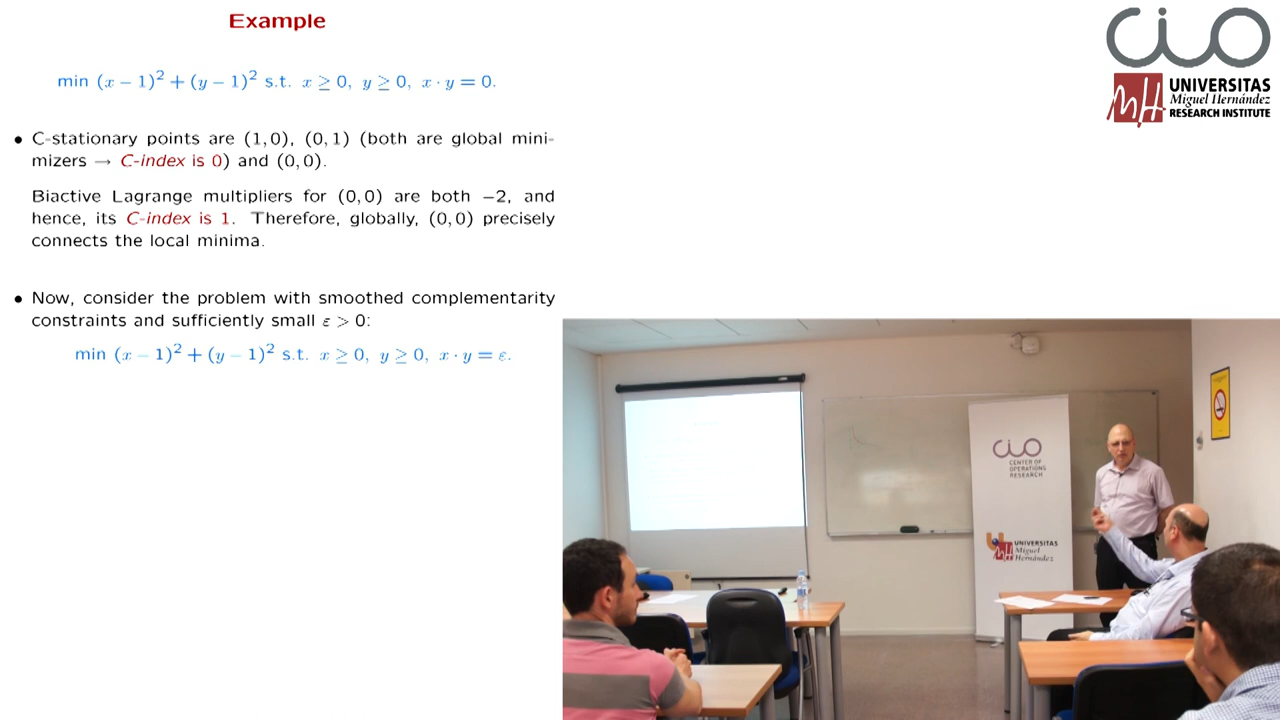 Example
min (x − 1)² + (y − 1)² s.t. x ≥ 0, y ≥ 0, x · y = 0.
• C-stationary points are (1, 0), (0, 1) (both are global mini-
mizers → C-index is 0) and (0, 0).
Biactive Lagrange multipliers for (0, 0) are both −2, and
hence, its C-index is 1. Therefore, globally, (0, 0) precisely
connects the local minima.
• Now, consider the problem with smoothed complementarity
constraints and sufficiently small ε > 0:
min (x − 1)² + (y − 1)² s.t. x ≥ 0, y ≥ 0, x · y = ε.
CIO
UNIVERSITAS
Miguel Hernández
RESEARCH INSTITUTE
CIO
CENTER OF
OPERATIONS
RESEARCH
UNIVERSITAS
Miguel
Hernández